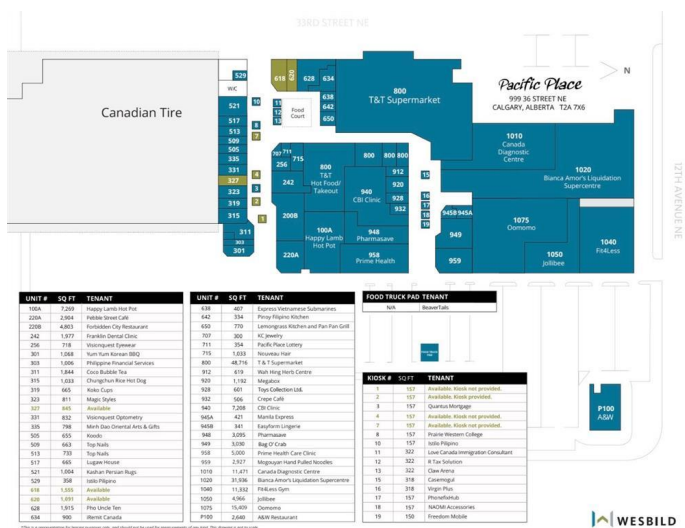 33RD STREET NE
Pacific Place
999 36 STREET NE
CALGARY, ALBERTA T2A 7X6
N
12TH AVENUE NE
Canadian Tire
529
W/C
521
517
513
509
505
335
331
327
323
319
315
311
303
301
10
8
7
4
3
2
1
618
620
628
634
638
642
650
11
12
13
Food
Court
800
T&T Supermarket
707
711
715
256
242
200B
220A
800
T&T
Hot Food/
Takeout
100A
Happy Lamb
Hot Pot
800
800
800
912
920
928
932
940
CBI Clinic
948
Pharmasave
958
Prime Health
15
16
17
18
19
945B
945A
949
959
1010
Canada
Diagnostic
Centre
1020
Bianca Amor's Liquidation
Supercentre
1075
Oomomo
1050
Jollibee
1040
Fit4Less
P100
A&W
UNIT # SQ FT TENANT
100A 7,269 Happy Lamb Hot Pot
220A 2,904 Pebble Street Café
220B 4,803 Forbidden City Restaurant
242 1,977 Franklin Dental Clinic
256 718 Visionquest Eyewear
301 1,068 Yum Yum Korean BBQ
303 1,006 Philippine Financial Services
311 1,844 Coco Bubble Tea
315 1,033 Chungchun Rice Hot Dog
319 665 Koko Cups
323 811 Magic Styles
327 845 Available
331 832 Visionquest Optometry
335 798 Minh Dao Oriental Arts & Gifts
505 655 Koodo
509 663 Top Nails
513 733 Top Nails
517 665 Lugaw House
521 1,004 Kashan Persian Rugs
529 358 Istilo Pilipino
618 1,555 Available
620 1,091 Available
628 1,915 Pho Uncle Ten
634 900 iRemit Canada
UNIT # SQ FT TENANT
638 407 Express Vietnamese Submarines
642 334 Pinoy Filipino Kitchen
650 770 Lemongrass Kitchen and Pan Pan Grill
707 300 KC Jewelry
711 354 Pacific Place Lottery
715 1,033 Nouveau Hair
800 48,716 T & T Supermarket
912 619 Wah Hing Herb Centre
920 1,192 Megabox
928 601 Toys Collection Ltd.
932 506 Crepe Café
940 7,208 CBI Clinic
945A 421 Manila Express
945B 341 Easyform Lingerie
948 3,095 Pharmasave
949 3,030 Bag O' Crab
958 5,000 Prime Health Care Clinic
959 2,927 Mogouyan Hand Pulled Noodles
1010 11,471 Canada Diagnostic Centre
1020 31,936 Bianca Amor's Liquidation Supercentre
1040 11,332 Fit4Less Gym
1050 4,966 Jollibee
1075 15,409 Oomomo
P100 2,640 A&W Restaurant
FOOD TRUCK PAD TENANT
N/A BeaverTails
KIOSK # SQ FT TENANT
1 157 Available. Kiosk not provided.
2 157 Available. Kiosk provided.
3 157 Quantus Mortgage
4 157 Available. Kiosk not provided.
7 157 Available. Kiosk not provided.
8 157 Prairie Western College
10 157 Istilo Pilipino
11 322 Love Canada Immigration Consultant
12 322 R Tax Solution
13 322 Claw Arena
15 318 Casemogul
16 318 Virgin Plus
17 157 PhonefixHub
18 157 NAOMI Accessories
19 150 Freedom Mobile
WESBILD